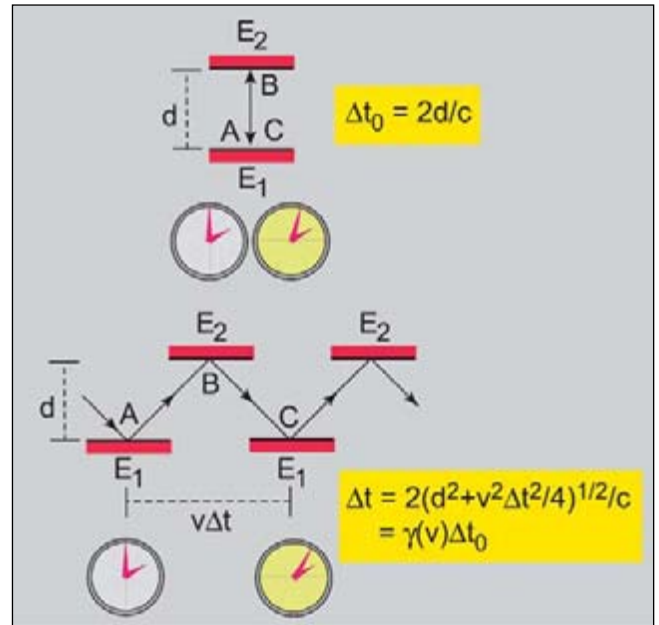 E₂
B
d
A C
E₁
Δt₀ = 2d/c
E₂ E₂
B
d
A C
E₁ E₁
vΔt
Δt = 2(d²+v²Δt²/4)¹/²/c
= γ(v)Δt₀